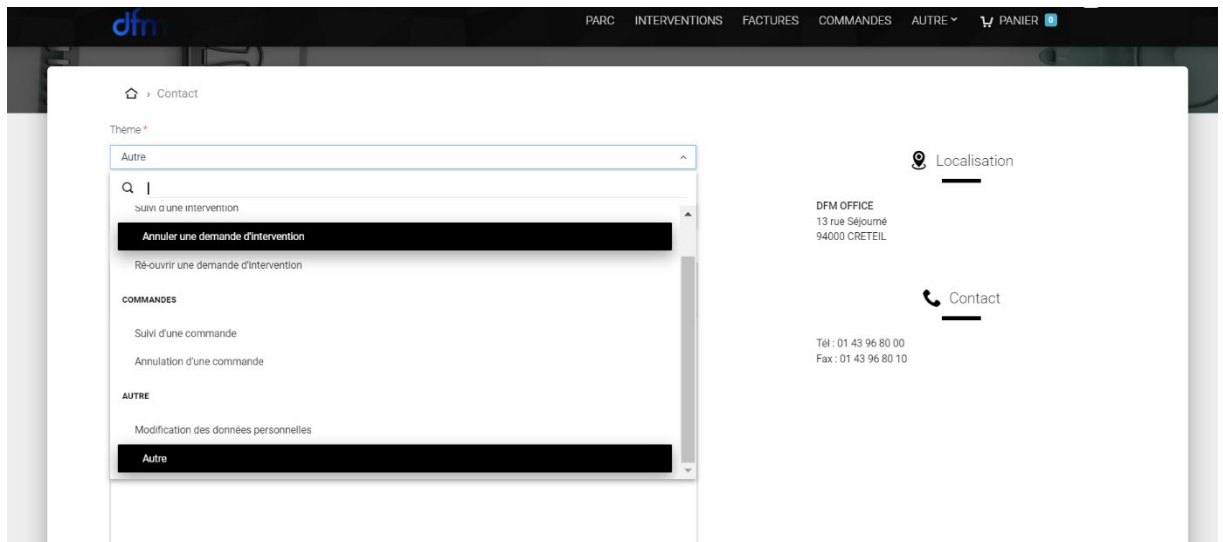 dfm
PARC INTERVENTIONS FACTURES COMMANDES AUTRE PANIER 0
Contact
Thème *
Autre
Suivi d'une intervention
Annuler une demande d'intervention
Ré-ouvrir une demande d'intervention
COMMANDES
Suivi d'une commande
Annulation d'une commande
AUTRE
Modification des données personnelles
Autre
Localisation
DFM OFFICE
13 rue Séjourné
94000 CRETEIL
Contact
Tél : 01 43 96 80 00
Fax : 01 43 96 80 10